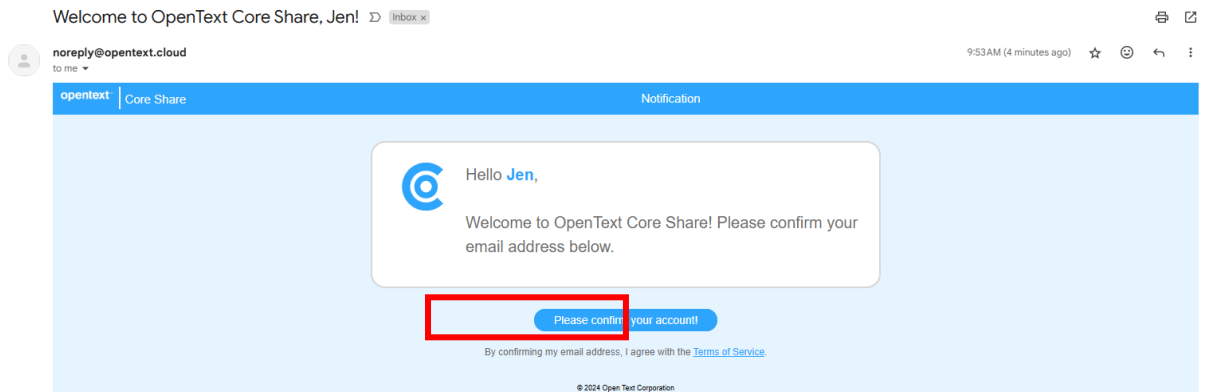 Welcome to OpenText Core Share, Jen! Inbox x
noreply@opentext.cloud
9:53 AM (4 minutes ago)
to me
opentext™ Core Share
Notification
Hello Jen,
Welcome to OpenText Core Share! Please confirm your
email address below.
Please confirm your account!
By confirming my email address, I agree with the Terms of Service.
© 2024 Open Text Corporation